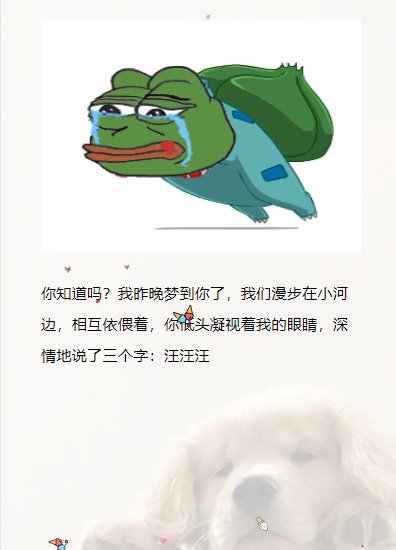 你知道吗？我昨晚梦到你了，我们漫步在小河
边，相互依偎着，你低头凝视着我的眼睛，深
情地说了三个字：汪汪汪